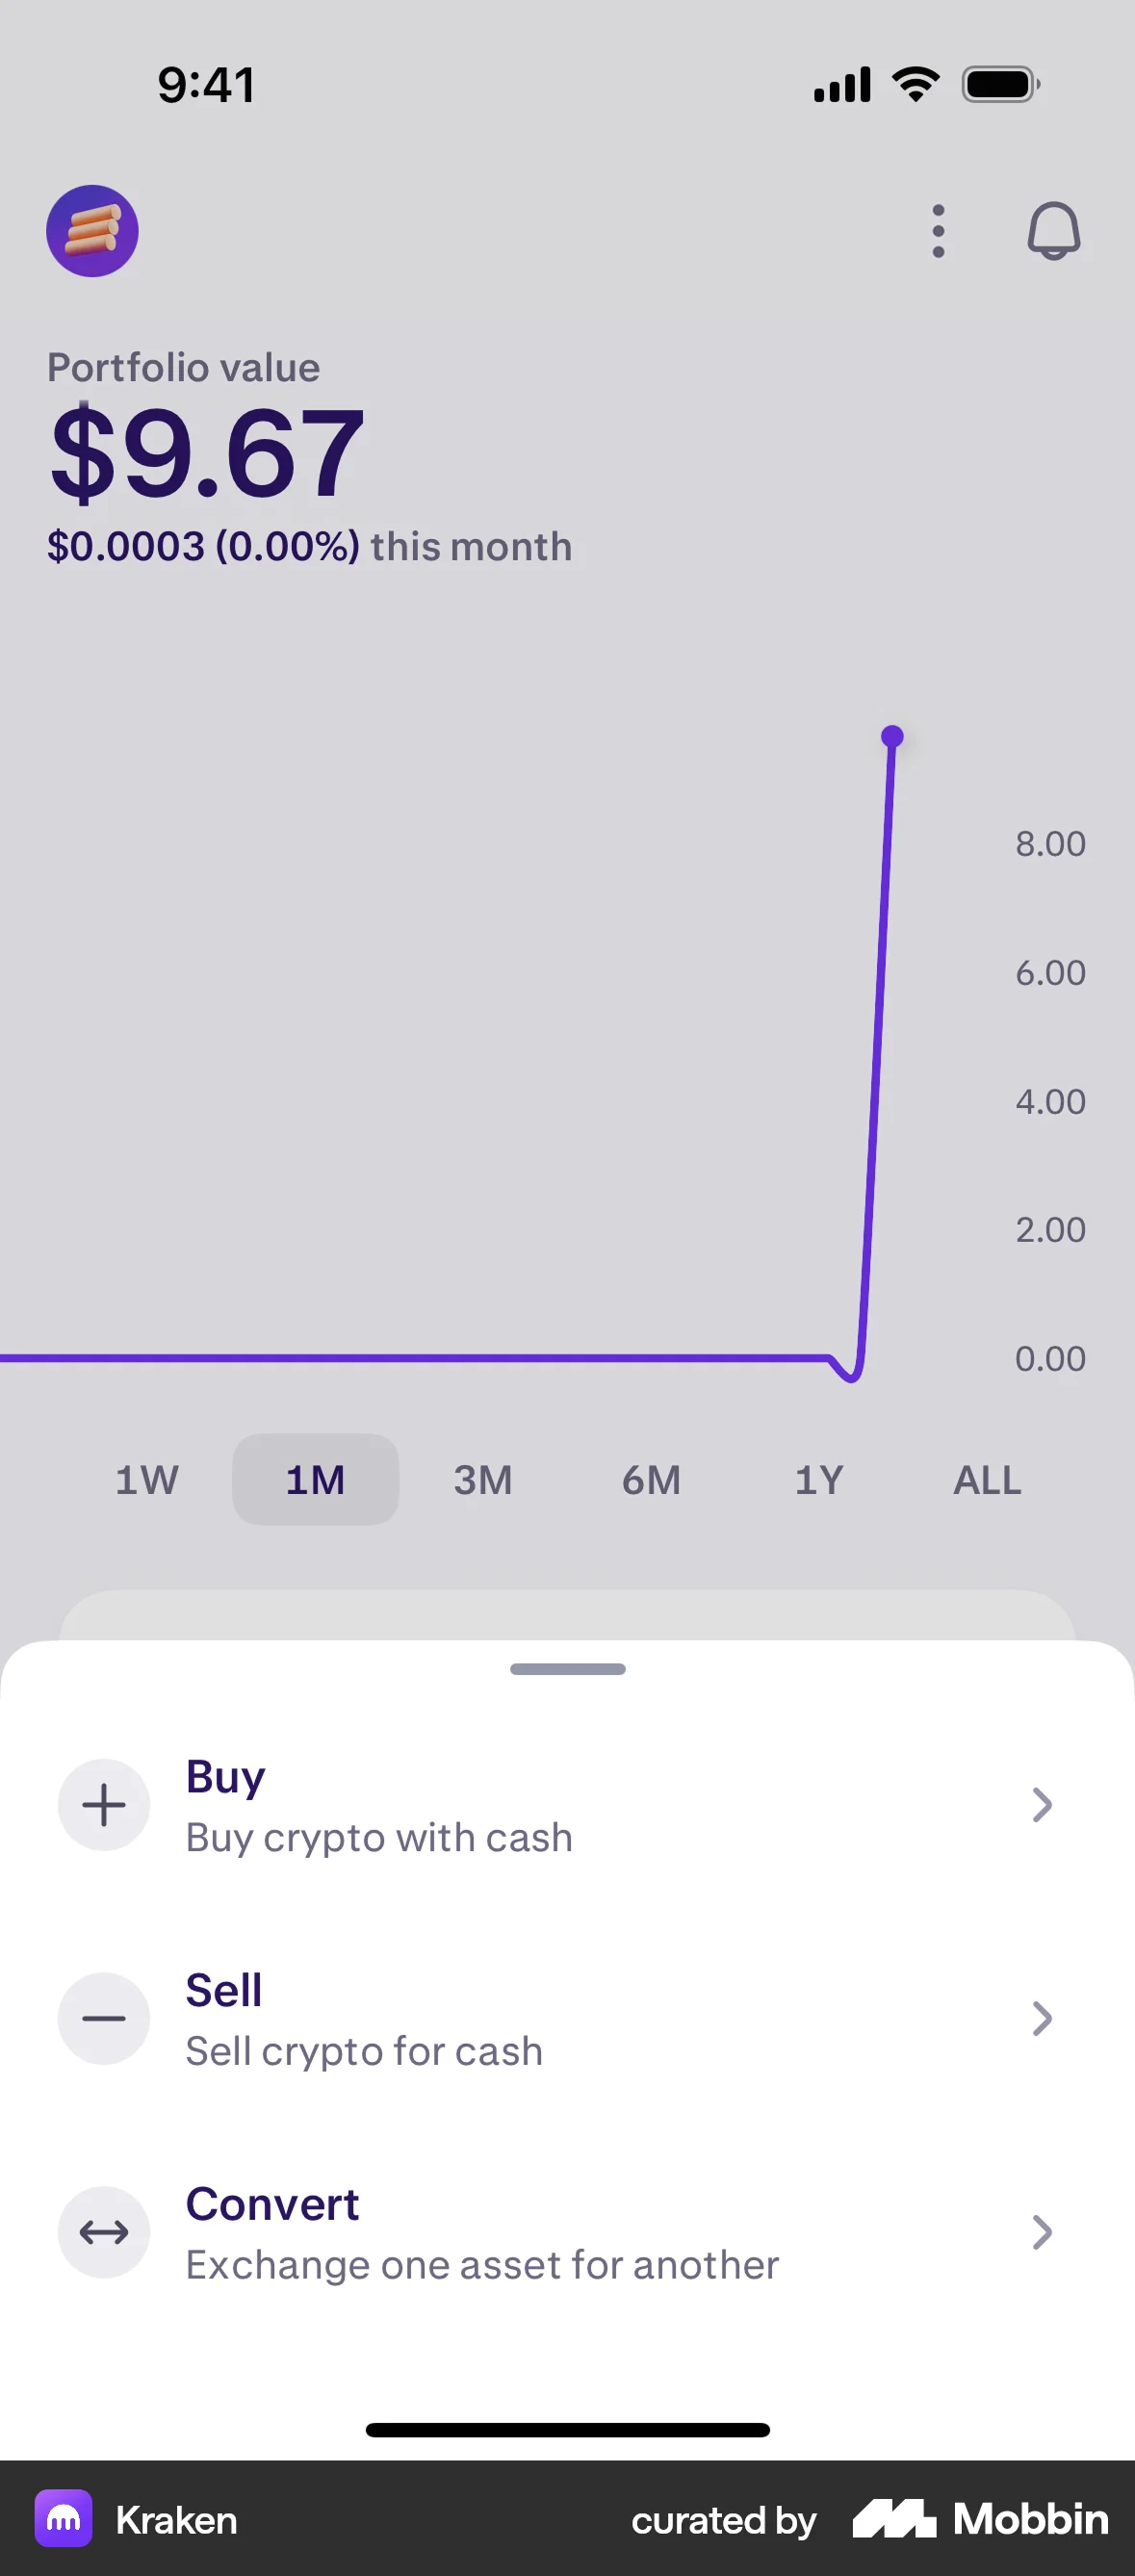 9:41
Portfolio value
$9.67
$0.0003 (0.00%) this month
8.00
6.00
4.00
2.00
0.00
1W 1M 3M 6M 1Y ALL
Buy
Buy crypto with cash
Sell
Sell crypto for cash
Convert
Exchange one asset for another
Kraken curated by Mobbin